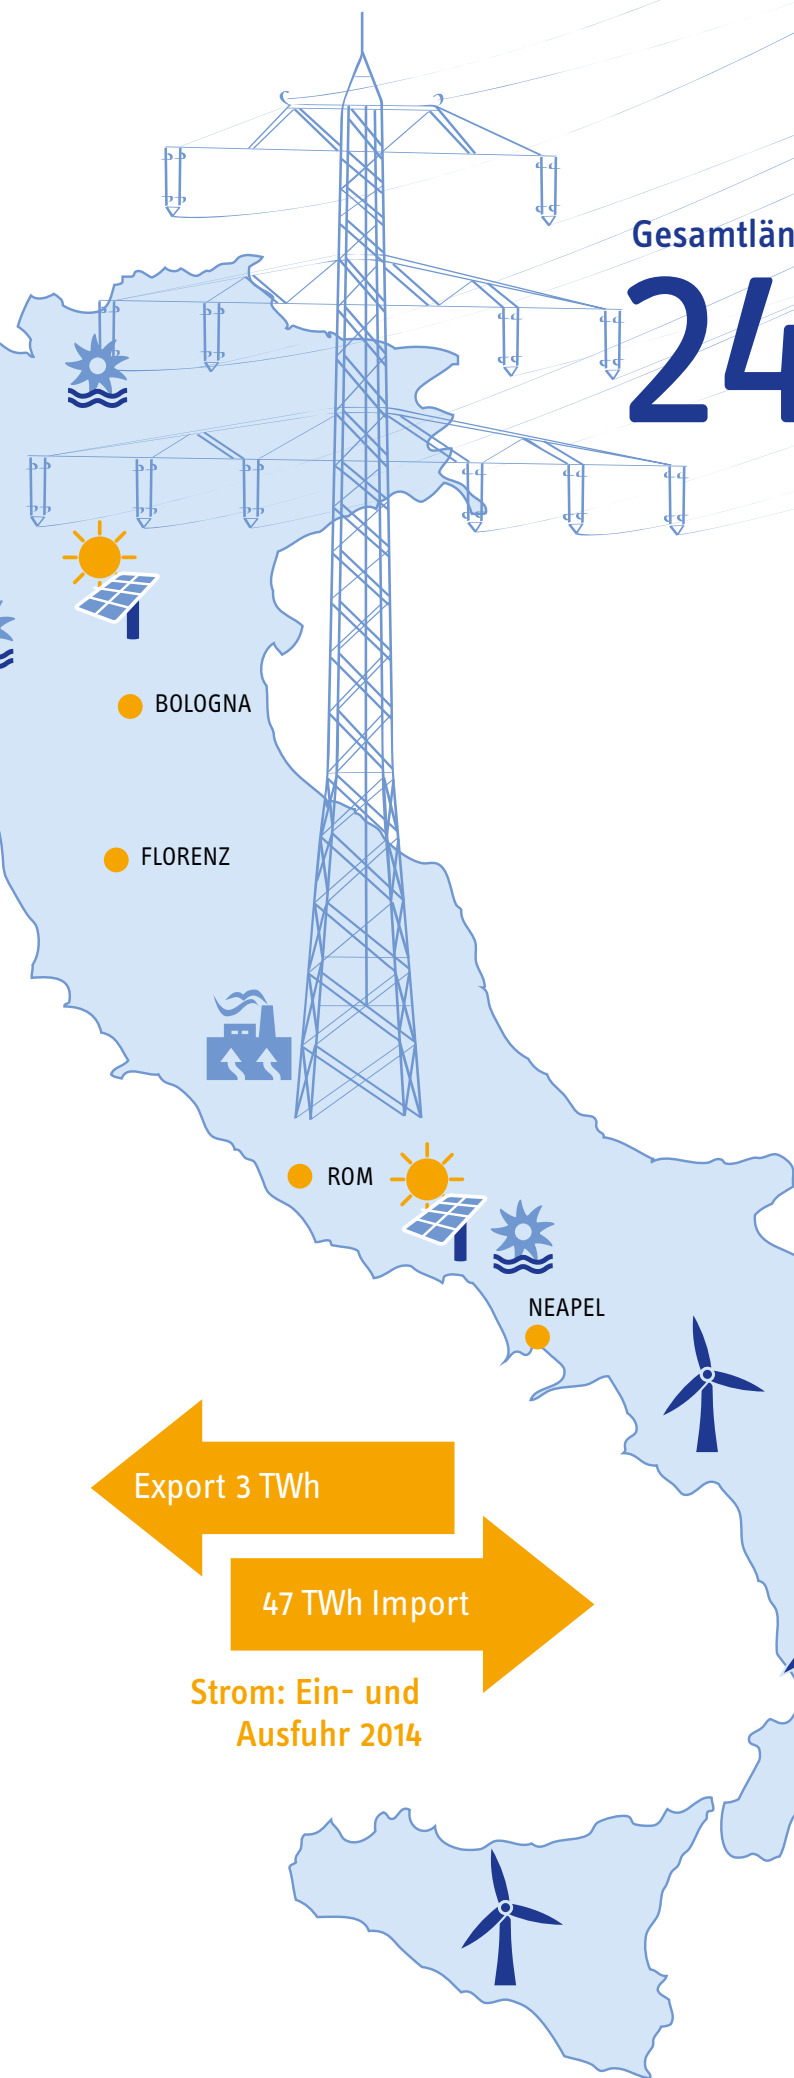 Gesamtlän
24
BOLOGNA
FLORENZ
ROM
NEAPEL
Export 3 TWh
47 TWh Import
Strom: Ein- und
Ausfuhr 2014